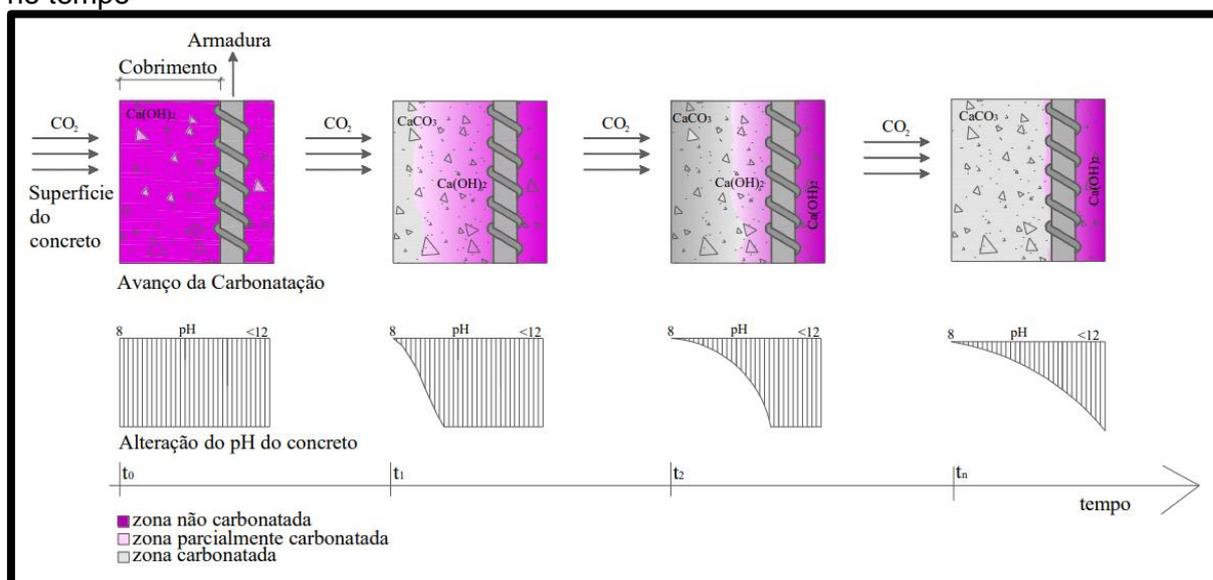 no tempo
Armadura
Cobrimento
Ca(OH)₂
CO₂
Superfície
do
concreto
CO₂
CaCO₃
Ca(OH)₂
CO₂
CaCO₃
Ca(OH)₂
Ca(OH)₂
CO₂
CaCO₃
Ca(OH)₂
Avanço da Carbonatação
8 pH <12
8 pH <12
8 pH <12
8 pH <12
Alteração do pH do concreto
t₀
t₁
t₂
tₙ
tempo
zona não carbonatada
zona parcialmente carbonatada
zona carbonatada